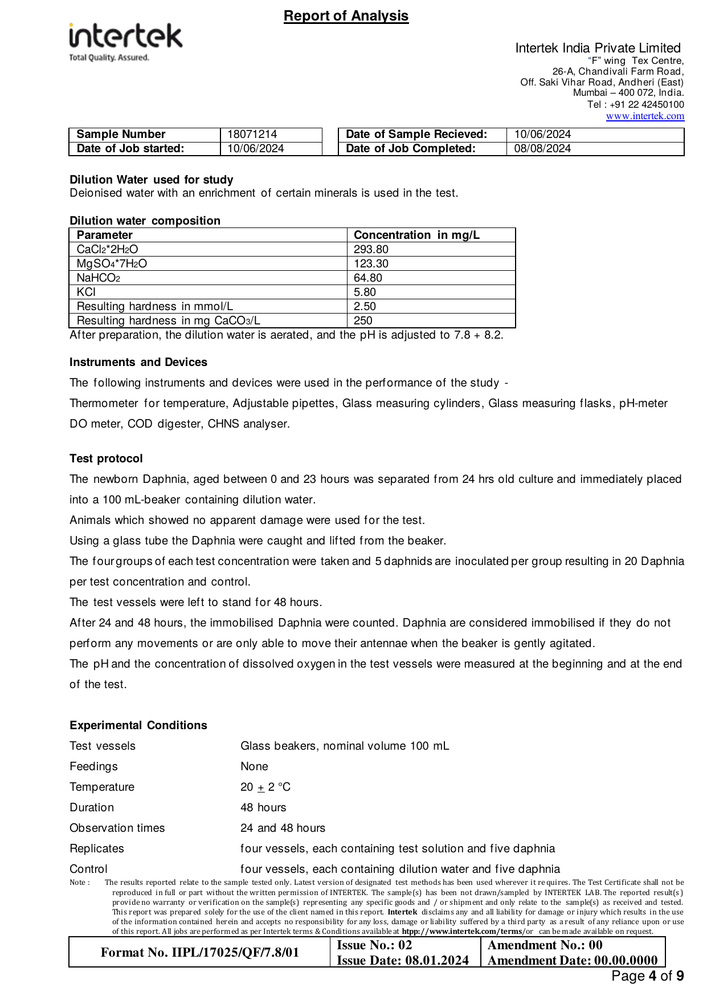 Report of Analysis
intertek
Total Quality. Assured.
Intertek India Private Limited
“F” wing Tex Centre,
26-A, Chandivali Farm Road,
Off. Saki Vihar Road, Andheri (East)
Mumbai – 400 072, India.
Tel : +91 22 42450100
www.intertek.com
Sample Number 18071214 Date of Sample Recieved: 10/06/2024
Date of Job started: 10/06/2024 Date of Job Completed: 08/08/2024
Dilution Water used for study
Deionised water with an enrichment of certain minerals is used in the test.
Dilution water composition
Parameter Concentration in mg/L
CaCl2*2H2O 293.80
MgSO4*7H2O 123.30
NaHCO2 64.80
KCl 5.80
Resulting hardness in mmol/L 2.50
Resulting hardness in mg CaCO3/L 250
After preparation, the dilution water is aerated, and the pH is adjusted to 7.8 + 8.2.
Instruments and Devices
The following instruments and devices were used in the performance of the study -
Thermometer for temperature, Adjustable pipettes, Glass measuring cylinders, Glass measuring flasks, pH-meter
DO meter, COD digester, CHNS analyser.
Test protocol
The newborn Daphnia, aged between 0 and 23 hours was separated from 24 hrs old culture and immediately placed
into a 100 mL-beaker containing dilution water.
Animals which showed no apparent damage were used for the test.
Using a glass tube the Daphnia were caught and lifted from the beaker.
The four groups of each test concentration were taken and 5 daphnids are inoculated per group resulting in 20 Daphnia
per test concentration and control.
The test vessels were left to stand for 48 hours.
After 24 and 48 hours, the immobilised Daphnia were counted. Daphnia are considered immobilised if they do not
perform any movements or are only able to move their antennae when the beaker is gently agitated.
The pH and the concentration of dissolved oxygen in the test vessels were measured at the beginning and at the end
of the test.
Experimental Conditions
Test vessels Glass beakers, nominal volume 100 mL
Feedings None
Temperature 20 + 2 °C
Duration 48 hours
Observation times 24 and 48 hours
Replicates four vessels, each containing test solution and five daphnia
Control four vessels, each containing dilution water and five daphnia
Note : The results reported relate to the sample tested only. Latest version of designated test methods has been used wherever it requires. The Test Certificate shall not be
reproduced in full or part without the written permission of INTERTEK. The sample(s) has been not drawn/sampled by INTERTEK LAB. The reported result(s)
provide no warranty or verification on the sample(s) representing any specific goods and / or shipment and only relate to the sample(s) as received and tested.
This report was prepared solely for the use of the client named in this report. Intertek disclaims any and all liability for damage or injury which results in the use
of the information contained herein and accepts no responsibility for any loss, damage or liability suffered by a third party as a result of any reliance upon or use
of this report. All jobs are performed as per Intertek terms & Conditions available at htpp://www.intertek.com/terms/or can be made available on request.
Format No. IIPL/17025/QF/7.8/01
Issue No.: 02
Issue Date: 08.01.2024
Amendment No.: 00
Amendment Date: 00.00.0000
Page 4 of 9